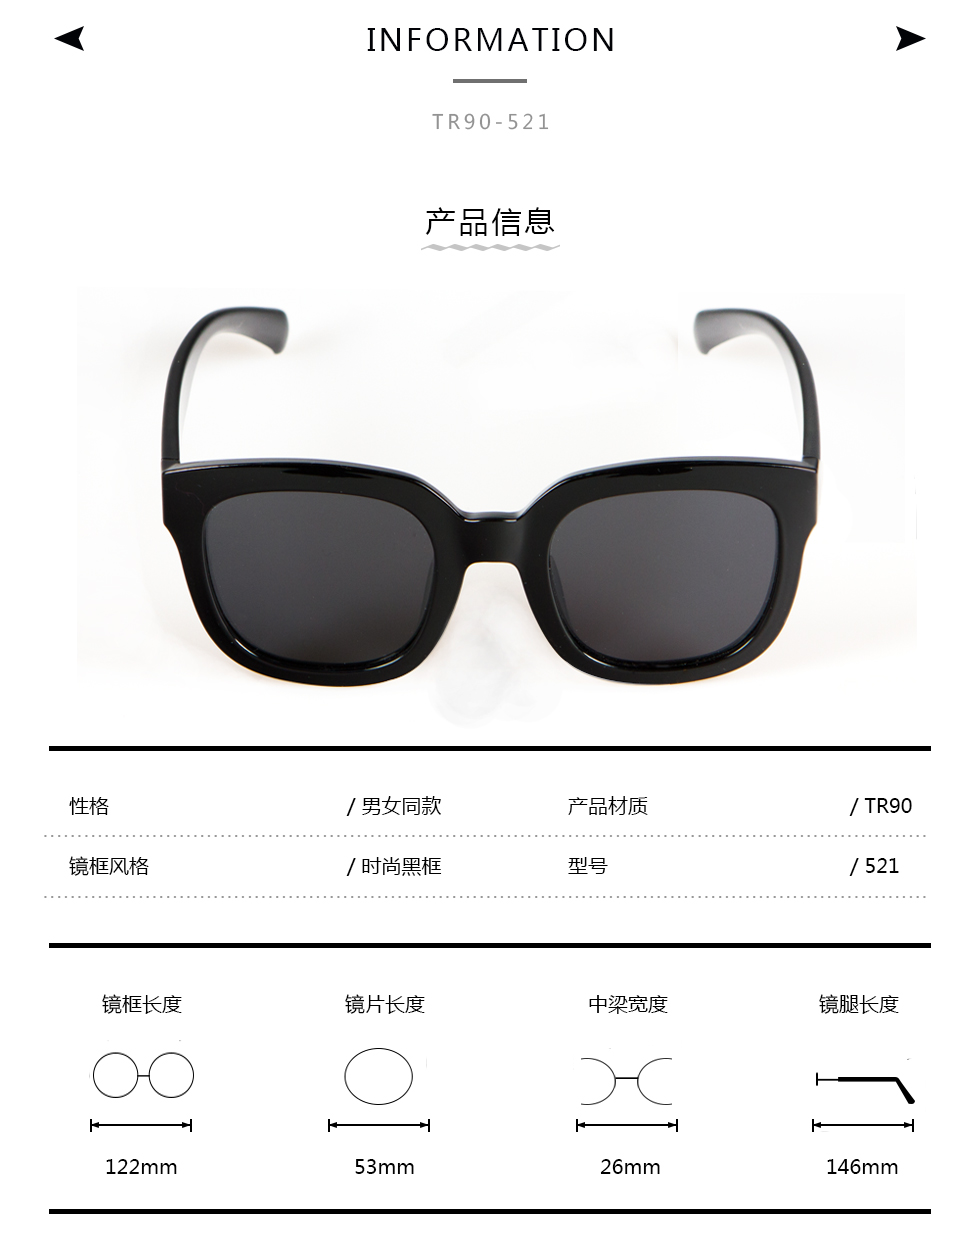 INFORMATION
TR90-521
产品信息
性格 / 男女同款 产品材质 / TR90
镜框风格 / 时尚黑框 型号 / 521
镜框长度 镜片长度 中梁宽度 镜腿长度
122mm 53mm 26mm 146mm